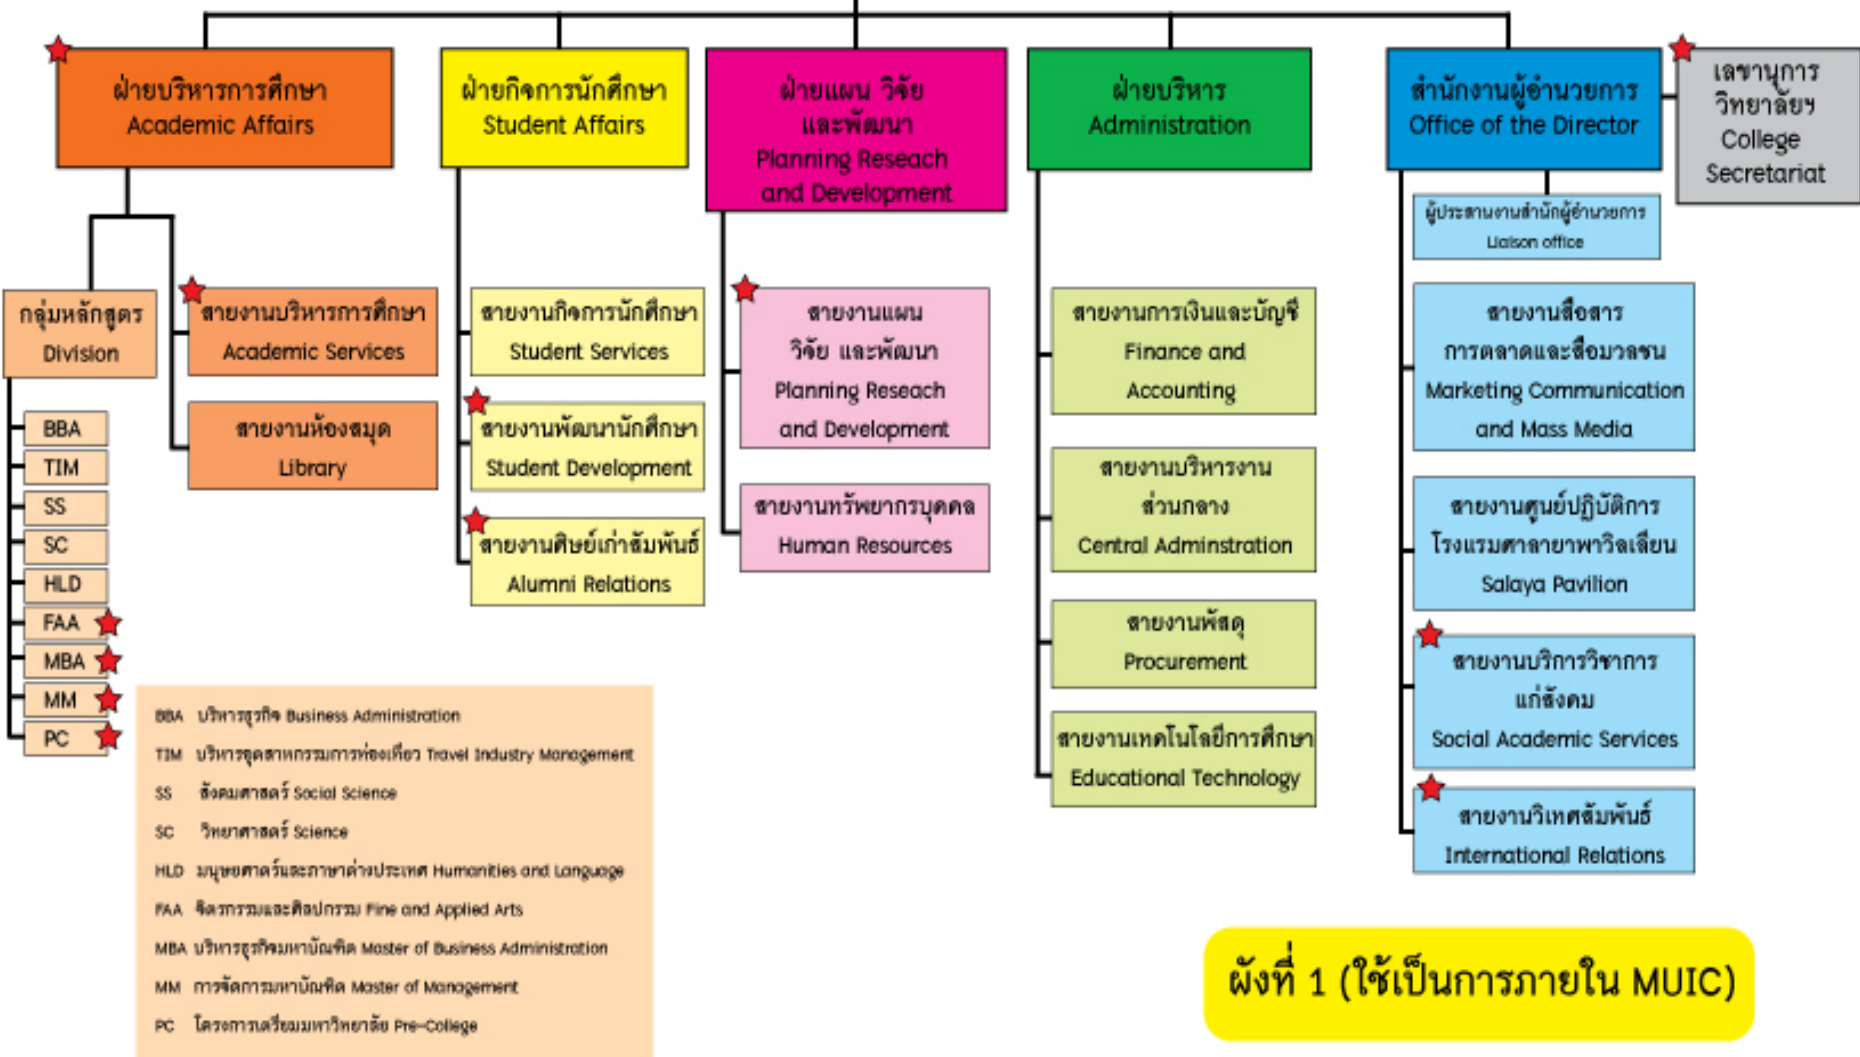 ฝ่ายบริหารการศึกษา
Academic Affairs
ฝ่ายกิจการนักศึกษา
Student Affairs
ฝ่ายแผน วิจัย
และพัฒนา
Planning Reseach
and Development
ฝ่ายบริหาร
Administration
สำนักงานผู้อำนวยการ
Office of the Director
เลขานุการ
วิทยาลัยฯ
College
Secretariat
ผู้ประสานงานสำนักผู้อำนวยการ
Liaison office
กลุ่มหลักสูตร
Division
BBA
TIM
SS
SC
HLD
FAA
MBA
MM
PC
สายงานบริหารการศึกษา
Academic Services
สายงานห้องสมุด
Library
สายงานกิจการนักศึกษา
Student Services
สายงานพัฒนานักศึกษา
Student Development
สายงานศิษย์เก่าสัมพันธ์
Alumni Relations
สายงานแผน
วิจัย และพัฒนา
Planning Reseach
and Development
สายงานทรัพยากรบุคคล
Human Resources
สายงานการเงินและบัญชี
Finance and
Accounting
สายงานบริหารงาน
ส่วนกลาง
Central Adminstration
สายงานพัสดุ
Procurement
สายงานเทคโนโลยีการศึกษา
Educational Technology
สายงานสื่อสาร
การตลาดและสื่อมวลชน
Marketing Communication
and Mass Media
สายงานศูนย์ปฏิบัติการ
โรงแรมศาลายาพาวิลเลียน
Salaya Pavilion
สายงานบริการวิชาการ
แก่สังคม
Social Academic Services
สายงานวิเทศสัมพันธ์
International Relations
BBA บริหารธุรกิจ Business Administration
TIM บริหารอุตสาหกรรมการท่องเที่ยว Travel Industry Management
SS สังคมศาสตร์ Social Science
SC วิทยาศาสตร์ Science
HLD มนุษยศาตร์และภาษาต่างประเทศ Humanities and Language
FAA จิตรกรรมและศิลปกรรม Fine and Applied Arts
MBA บริหารธุรกิจมหาบัณฑิต Master of Business Administration
MM การจัดการมหาบัณฑิต Master of Management
PC โครงการเตรียมมหาวิทยาลัย Pre-College
ผังที่ 1 (ใช้เป็นการภายใน MUIC)